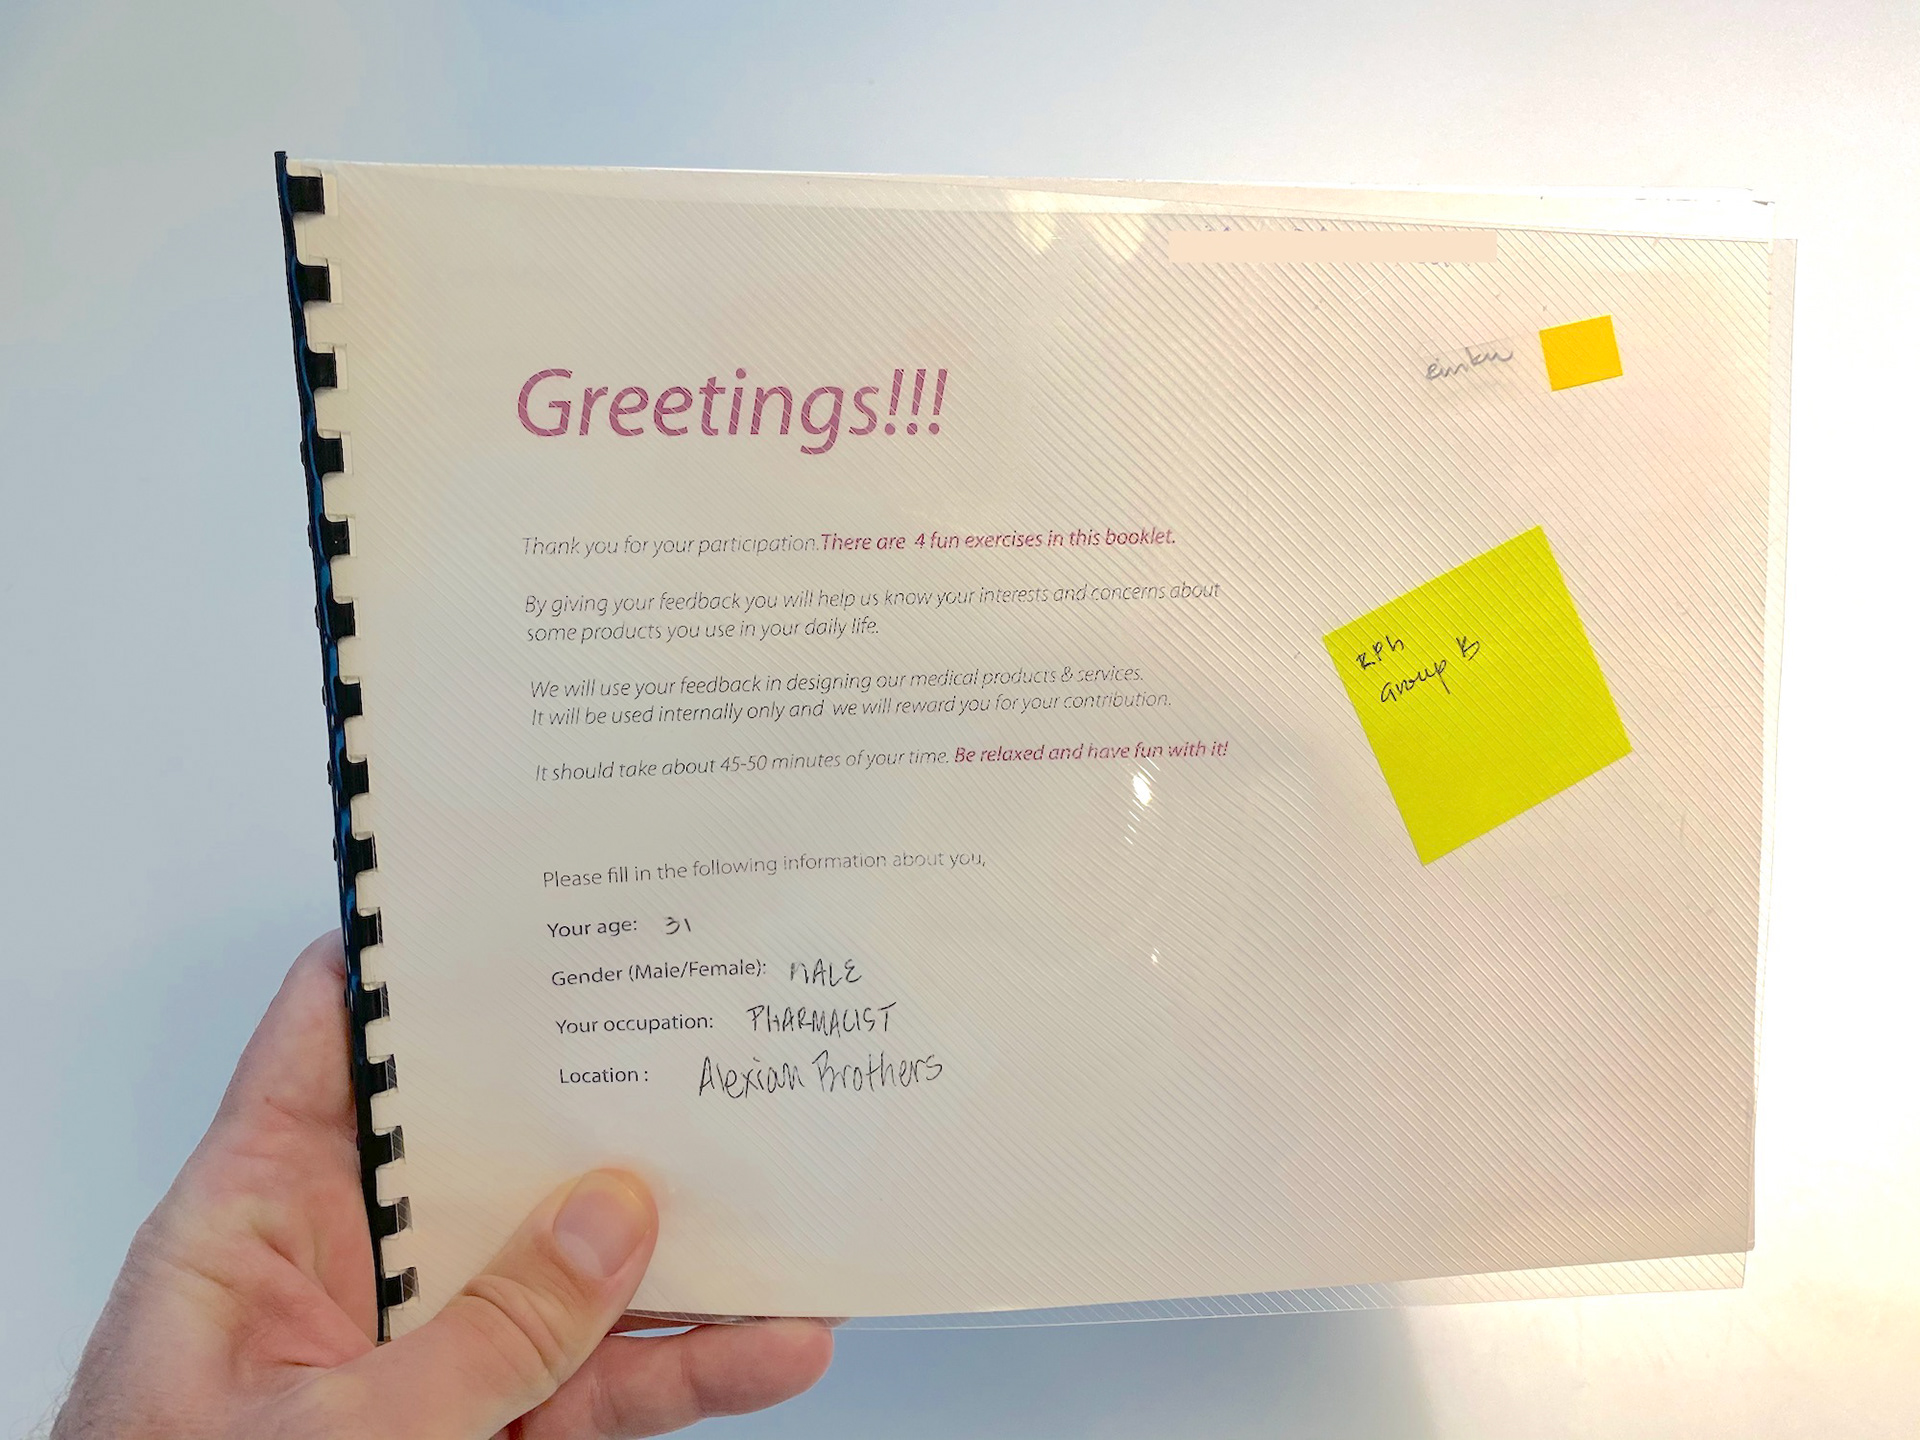 Greetings!!!
Thank you for your participation.There are 4 fun exercises in this booklet.
By giving your feedback you will help us know your interests and concerns about
some products you use in your daily life.
We will use your feedback in designing our medical products & services.
It will be used internally only and we will reward you for your contribution.
It should take about 45-50 minutes of your time. Be relaxed and have fun with it!
RPh
Group B
Please fill in the following information about you,
Your age: 31
Gender (Male/Female): MALE
Your occupation: PHARMACIST
Location : Alexian Brothers